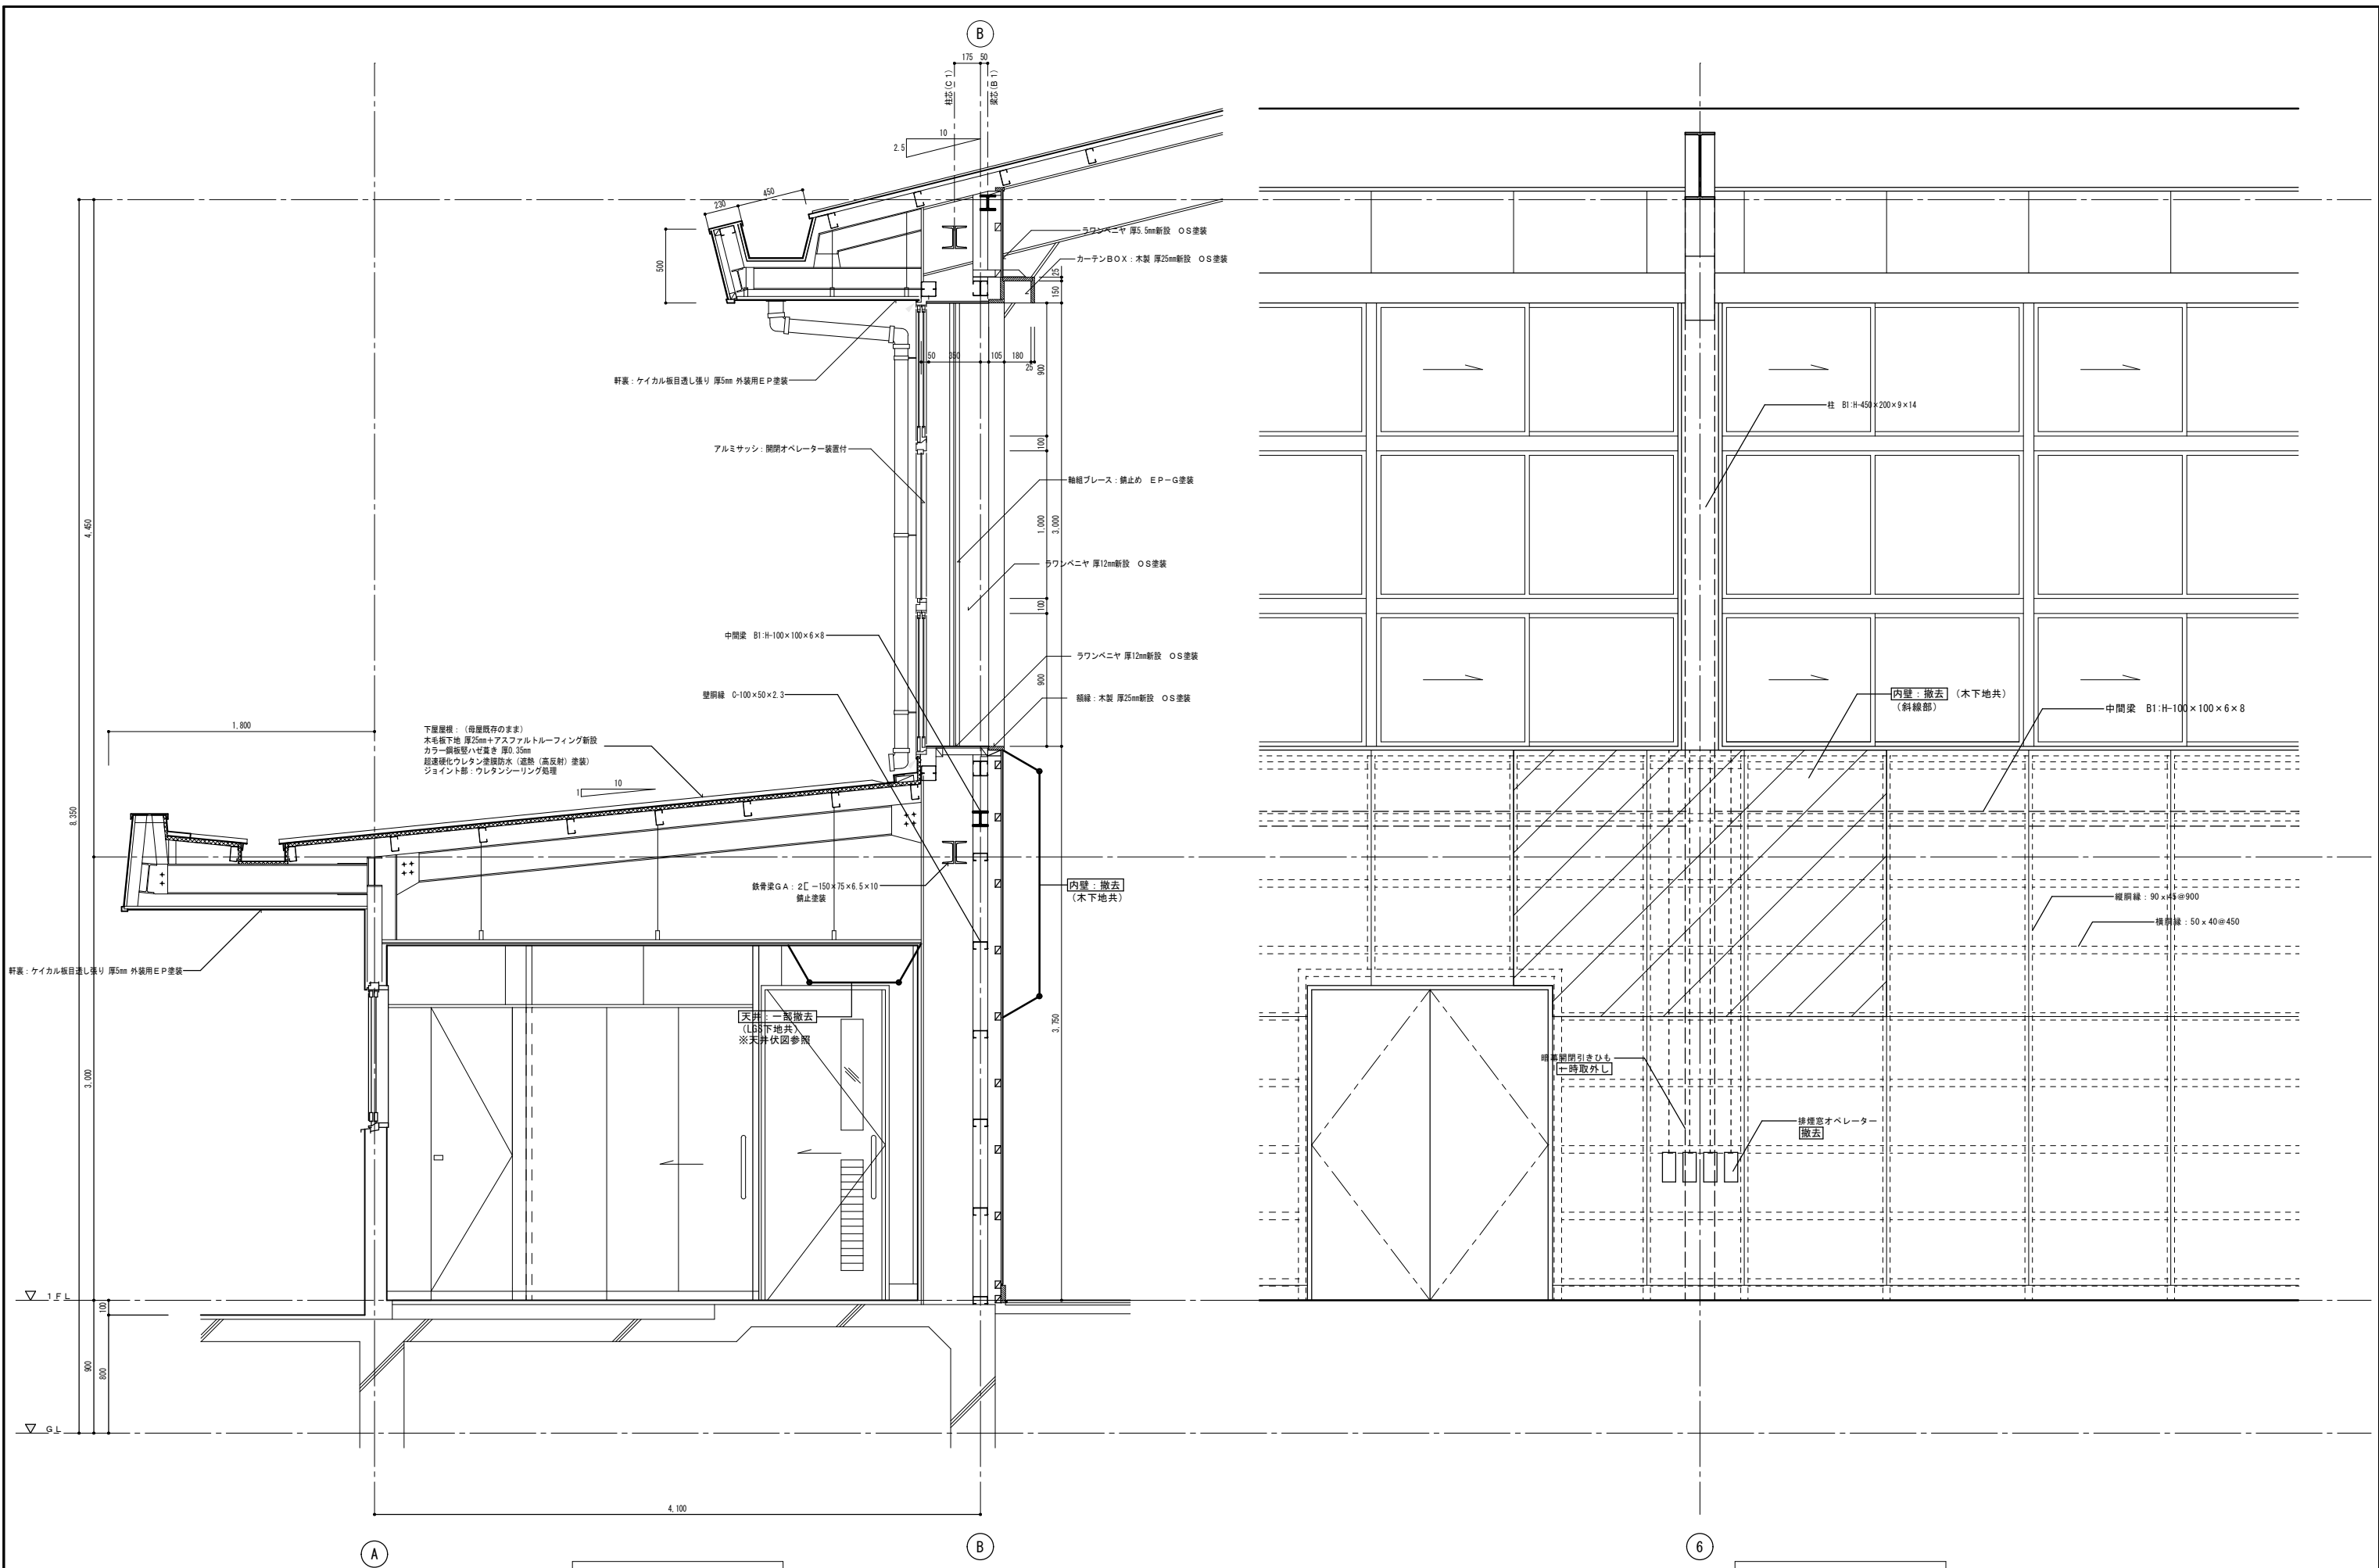 B
175
50
柱芯(C1)
梁芯(B1)
10
2.5
450
230
500
ラワンベニヤ 厚5.5mm新設 OS塗装
カーテンBOX：木製 厚25mm新設 OS塗装
25
150
50
350
105
180
25
900
軒裏：ケイカル板目透し張り 厚5mm 外装用EP塗装
柱 B1:H-450×200×9×14
アルミサッシ：開閉オペレーター装置付
100
軸組ブレース：錆止め EP-G塗装
4,450
1,000
3,000
ラワンベニヤ 厚12mm新設 OS塗装
100
中間梁 B1:H-100×100×6×8
ラワンベニヤ 厚12mm新設 OS塗装
900
壁胴縁 C-100×50×2.3
額縁：木製 厚25mm新設 OS塗装
内壁：撤去（木下地共）
（斜線部）
中間梁 B1:H-100×100×6×8
1,800
下屋屋根：（母屋既存のまま）
木毛板下地 厚25mm+アスファルトルーフィング新設
カラー鋼板竪ハゼ葺き 厚0.35mm
超速硬化ウレタン塗膜防水（遮熱（高反射）塗装）
ジョイント部：ウレタンシーリング処理
10
1
8,350
鉄骨梁GA：2[-150×75×6.5×10
錆止塗装
内壁：撤去
（木下地共）
縦胴縁：90×45@900
横胴縁：50×40@450
軒裏：ケイカル板目透し張り 厚5mm 外装用EP塗装
天井：一部撤去
（LGS下地共）
※天井伏図参照
3,750
3,000
暗幕開閉引きひも
一時取外し
排煙窓オペレーター
撤去
1FL
100
900
800
GL
4,100
A
B
6